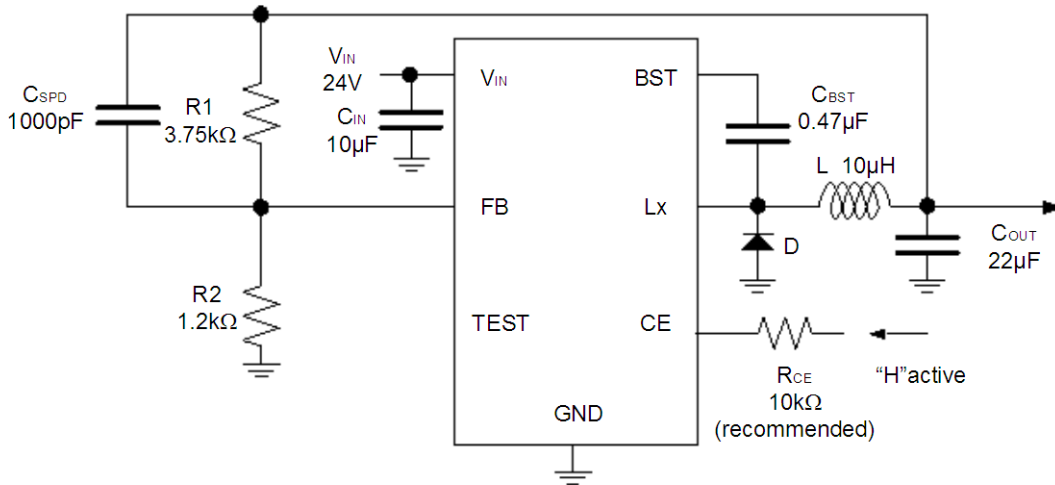 VIN
24V
VIN
BST
CSPD
1000pF
R1
3.75kΩ
CIN
10µF
CBST
0.47µF
L 10µH
FB
Lx
D
COUT
22µF
R2
1.2kΩ
TEST
CE
RCE
10kΩ
(recommended)
“H”active
GND